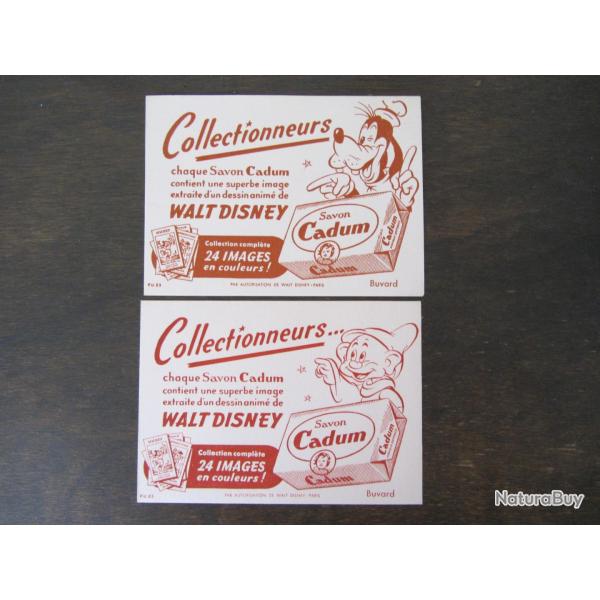 Collectionneurs
chaque Savon Cadum
contient une superbe image
extraite d'un dessin animé de
WALT DISNEY
Collection complète
24 IMAGES
en couleurs !
Savon
Cadum
Cadum
Cadum
PAR AUTORISATION DE WALT DISNEY - PARIS
Buvard
Collectionneurs...
chaque Savon Cadum
contient une superbe image
extraite d'un dessin animé de
WALT DISNEY
Collection complète
24 IMAGES
en couleurs !
Savon
Cadum
Cadum
Cadum
PAR AUTORISATION DE WALT DISNEY - PARIS
Buvard
NaturaBuy